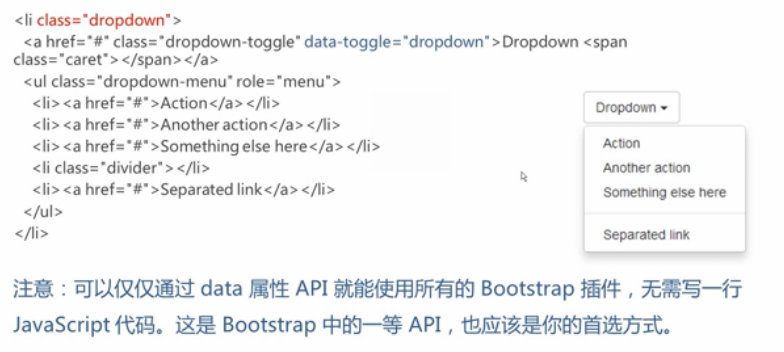 <li class="dropdown">
<a href="#" class="dropdown-toggle" data-toggle="dropdown">Dropdown <span
class="caret"></span></a>
<ul class="dropdown-menu" role="menu">
<li><a href="#">Action</a></li>
<li><a href="#">Another action</a></li>
<li><a href="#">Something else here</a></li>
<li class="divider"></li>
<li><a href="#">Separated link</a></li>
</ul>
</li>
Dropdown
Action
Another action
Something else here
Separated link
注意：可以仅仅通过 data 属性 API 就能使用所有的 Bootstrap 插件，无需写一行
JavaScript 代码。这是 Bootstrap 中的一等 API，也应该是你的首选方式。